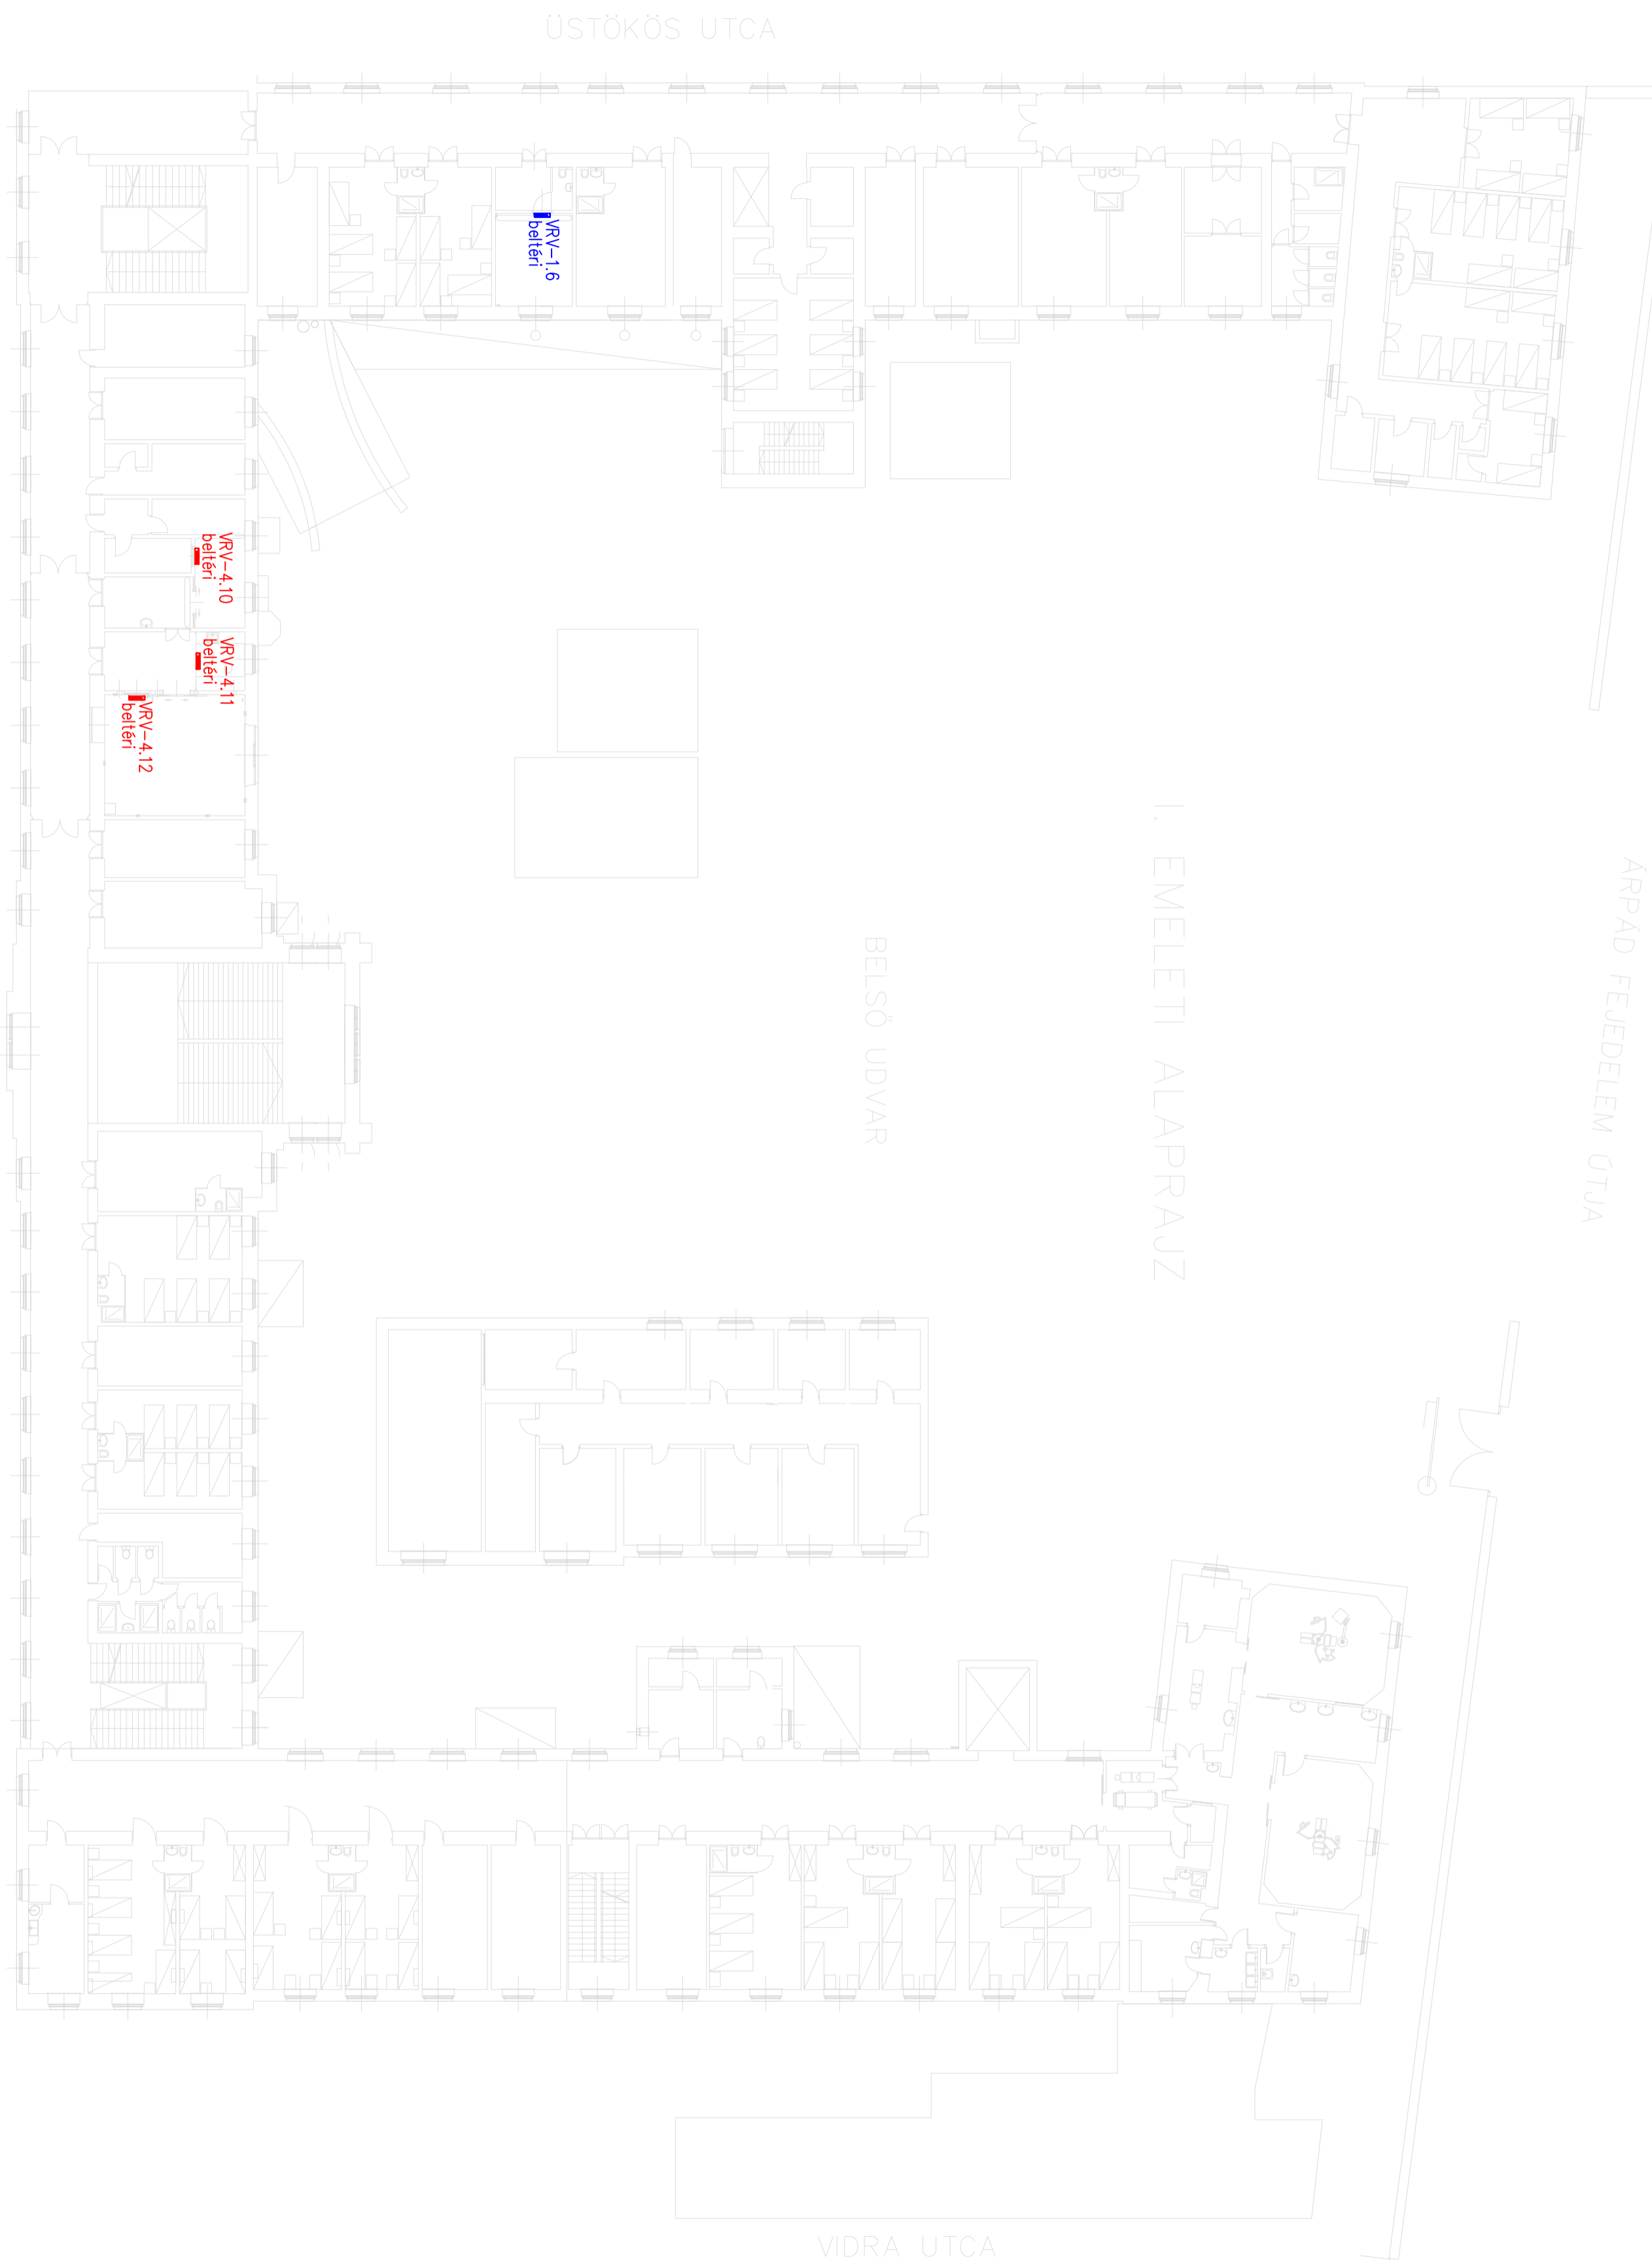 ÜSTÖKÖS UTCA
VRV-1.6
beltéri
VRV-4.10
beltéri
VRV-4.11
beltéri
VRV-4.12
beltéri
I. EMELETI ALAPRAJZ
BELSÖ UDVAR
ÁRPÁD FEJEDELEM ÚTJA
VIDRA UTCA